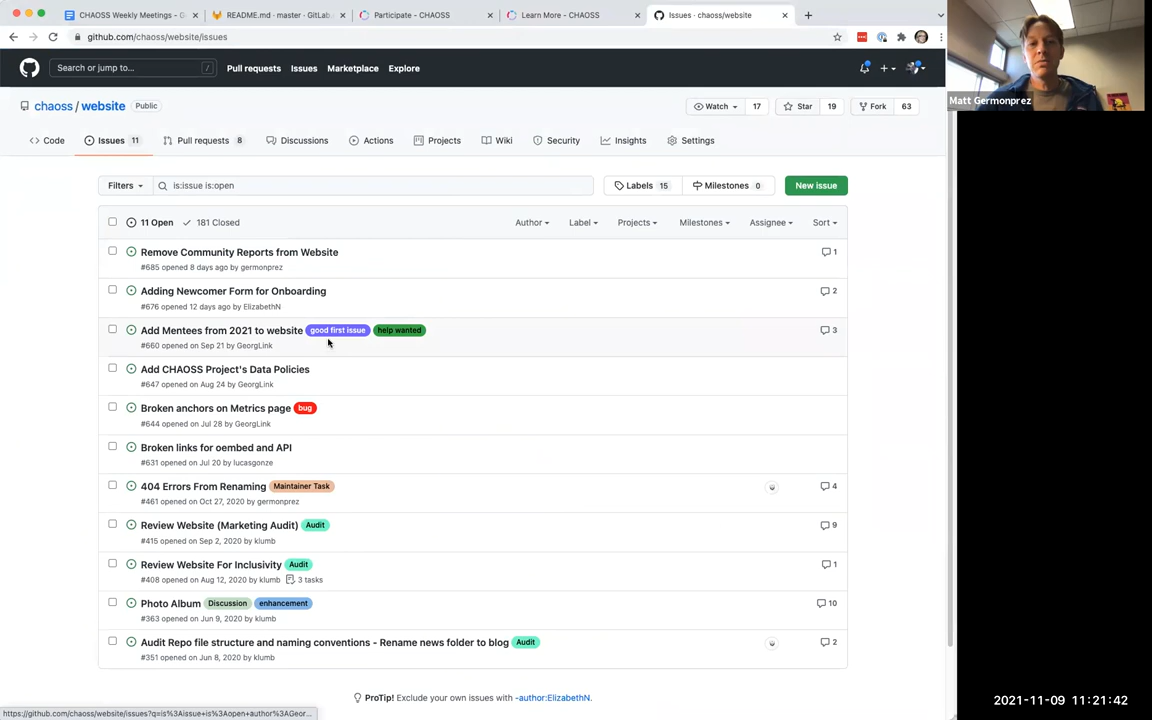 CHAOSS Weekly Meetings - G
README.md · master · GitLab
Participate - CHAOSS
Learn More - CHAOSS
Issues · chaoss/website
github.com/chaoss/website/issues
Search or jump to... /
Pull requests Issues Marketplace Explore
Matt Germonprez
chaoss / website Public
Watch 17 Star 19 Fork 63
Code Issues 11 Pull requests 8 Discussions Actions Projects Wiki Security Insights Settings
Filters is:issue is:open Labels 15 Milestones 0 New issue
11 Open 181 Closed Author Label Projects Milestones Assignee Sort
Remove Community Reports from Website 1
#685 opened 8 days ago by germonprez
Adding Newcomer Form for Onboarding 2
#676 opened 12 days ago by ElizabethN
Add Mentees from 2021 to website good first issue help wanted 3
#660 opened on Sep 21 by GeorgLink
Add CHAOSS Project's Data Policies
#647 opened on Aug 24 by GeorgLink
Broken anchors on Metrics page bug
#644 opened on Jul 28 by GeorgLink
Broken links for oembed and API
#631 opened on Jul 20 by lucasgonze
404 Errors From Renaming Maintainer Task 4
#461 opened on Oct 27, 2020 by germonprez
Review Website (Marketing Audit) Audit 9
#415 opened on Sep 2, 2020 by klumb
Review Website For Inclusivity Audit 1
#408 opened on Aug 12, 2020 by klumb 3 tasks
Photo Album Discussion enhancement 10
#363 opened on Jun 9, 2020 by klumb
Audit Repo file structure and naming conventions - Rename news folder to blog Audit 2
#351 opened on Jun 8, 2020 by klumb
ProTip! Exclude your own issues with -author:ElizabethN.
https://github.com/chaoss/website/issues?q=is%3Aissue+is%3Aopen+author%3AGeor...
2021-11-09 11:21:42